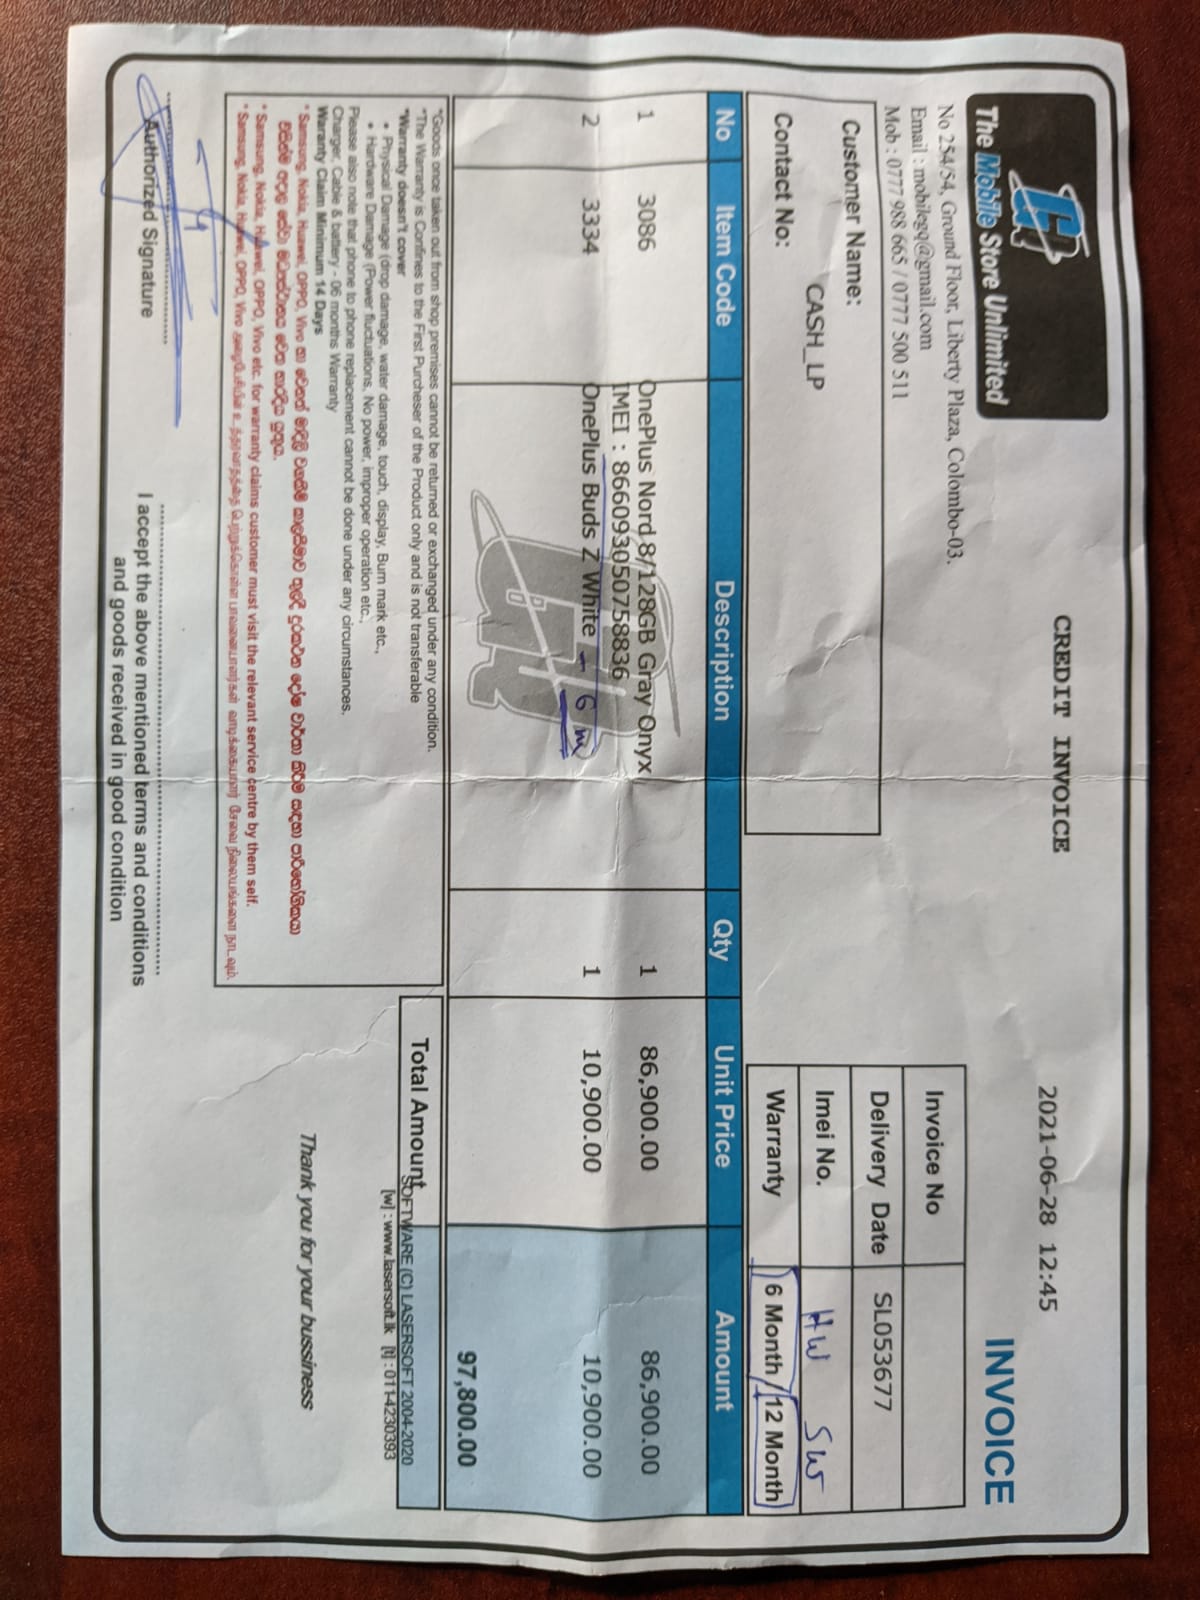 The Mobile Store Unlimited
No 254/54, Ground Floor, Liberty Plaza, Colombo-03.
Email : mobilegq@gmail.com
Mob : 0777 988 665 / 0777 500 511
CREDIT INVOICE
2021-06-28 12:45
INVOICE
Customer Name:
CASH_LP
Contact No:
Invoice No
Delivery Date SL053677
Imei No. HW SW
Warranty 6 Month / 12 Month
No Item Code Description Qty Unit Price Amount
1 3086 OnePlus Nord 8/128GB Gray Onyx 1 86,900.00 86,900.00
IMEI : 866093050758836
2 3334 OnePlus Buds Z White - 6 m 1 10,900.00 10,900.00
97,800.00
Total Amount
SOFTWARE (C) LASERSOFT 2004-2020
[w] : www.lasersoft.lk [t] : 011-4230393
*Goods once taken out from shop premises cannot be returned or exchanged under any condition.
*The Warranty is Confines to the First Purcheser of the Product only and is not transferable
*Warranty doesn't cover
• Physical Damage (drop damage, water damage, touch, display, Burn mark etc.,
• Hardware Damage (Power fluctuations, No power, improper operation etc.,
Please also note that phone to phone replacement cannot be done under any circumstances.
Charger, Cable & battery - 06 months Warranty
Warranty Claim Minimum 14 Days
* Samsung, Nokia, Huawei, OPPO, Vivo
* Samsung, Nokia, Huawei, OPPO, Vivo etc. for warranty claims customer must visit the relevant service centre by them self.
* Samsung, Nokia, Huawei, OPPO, Vivo
Thank you for your bussiness
Authorized Signature
I accept the above mentioned terms and conditions
and goods received in good condition